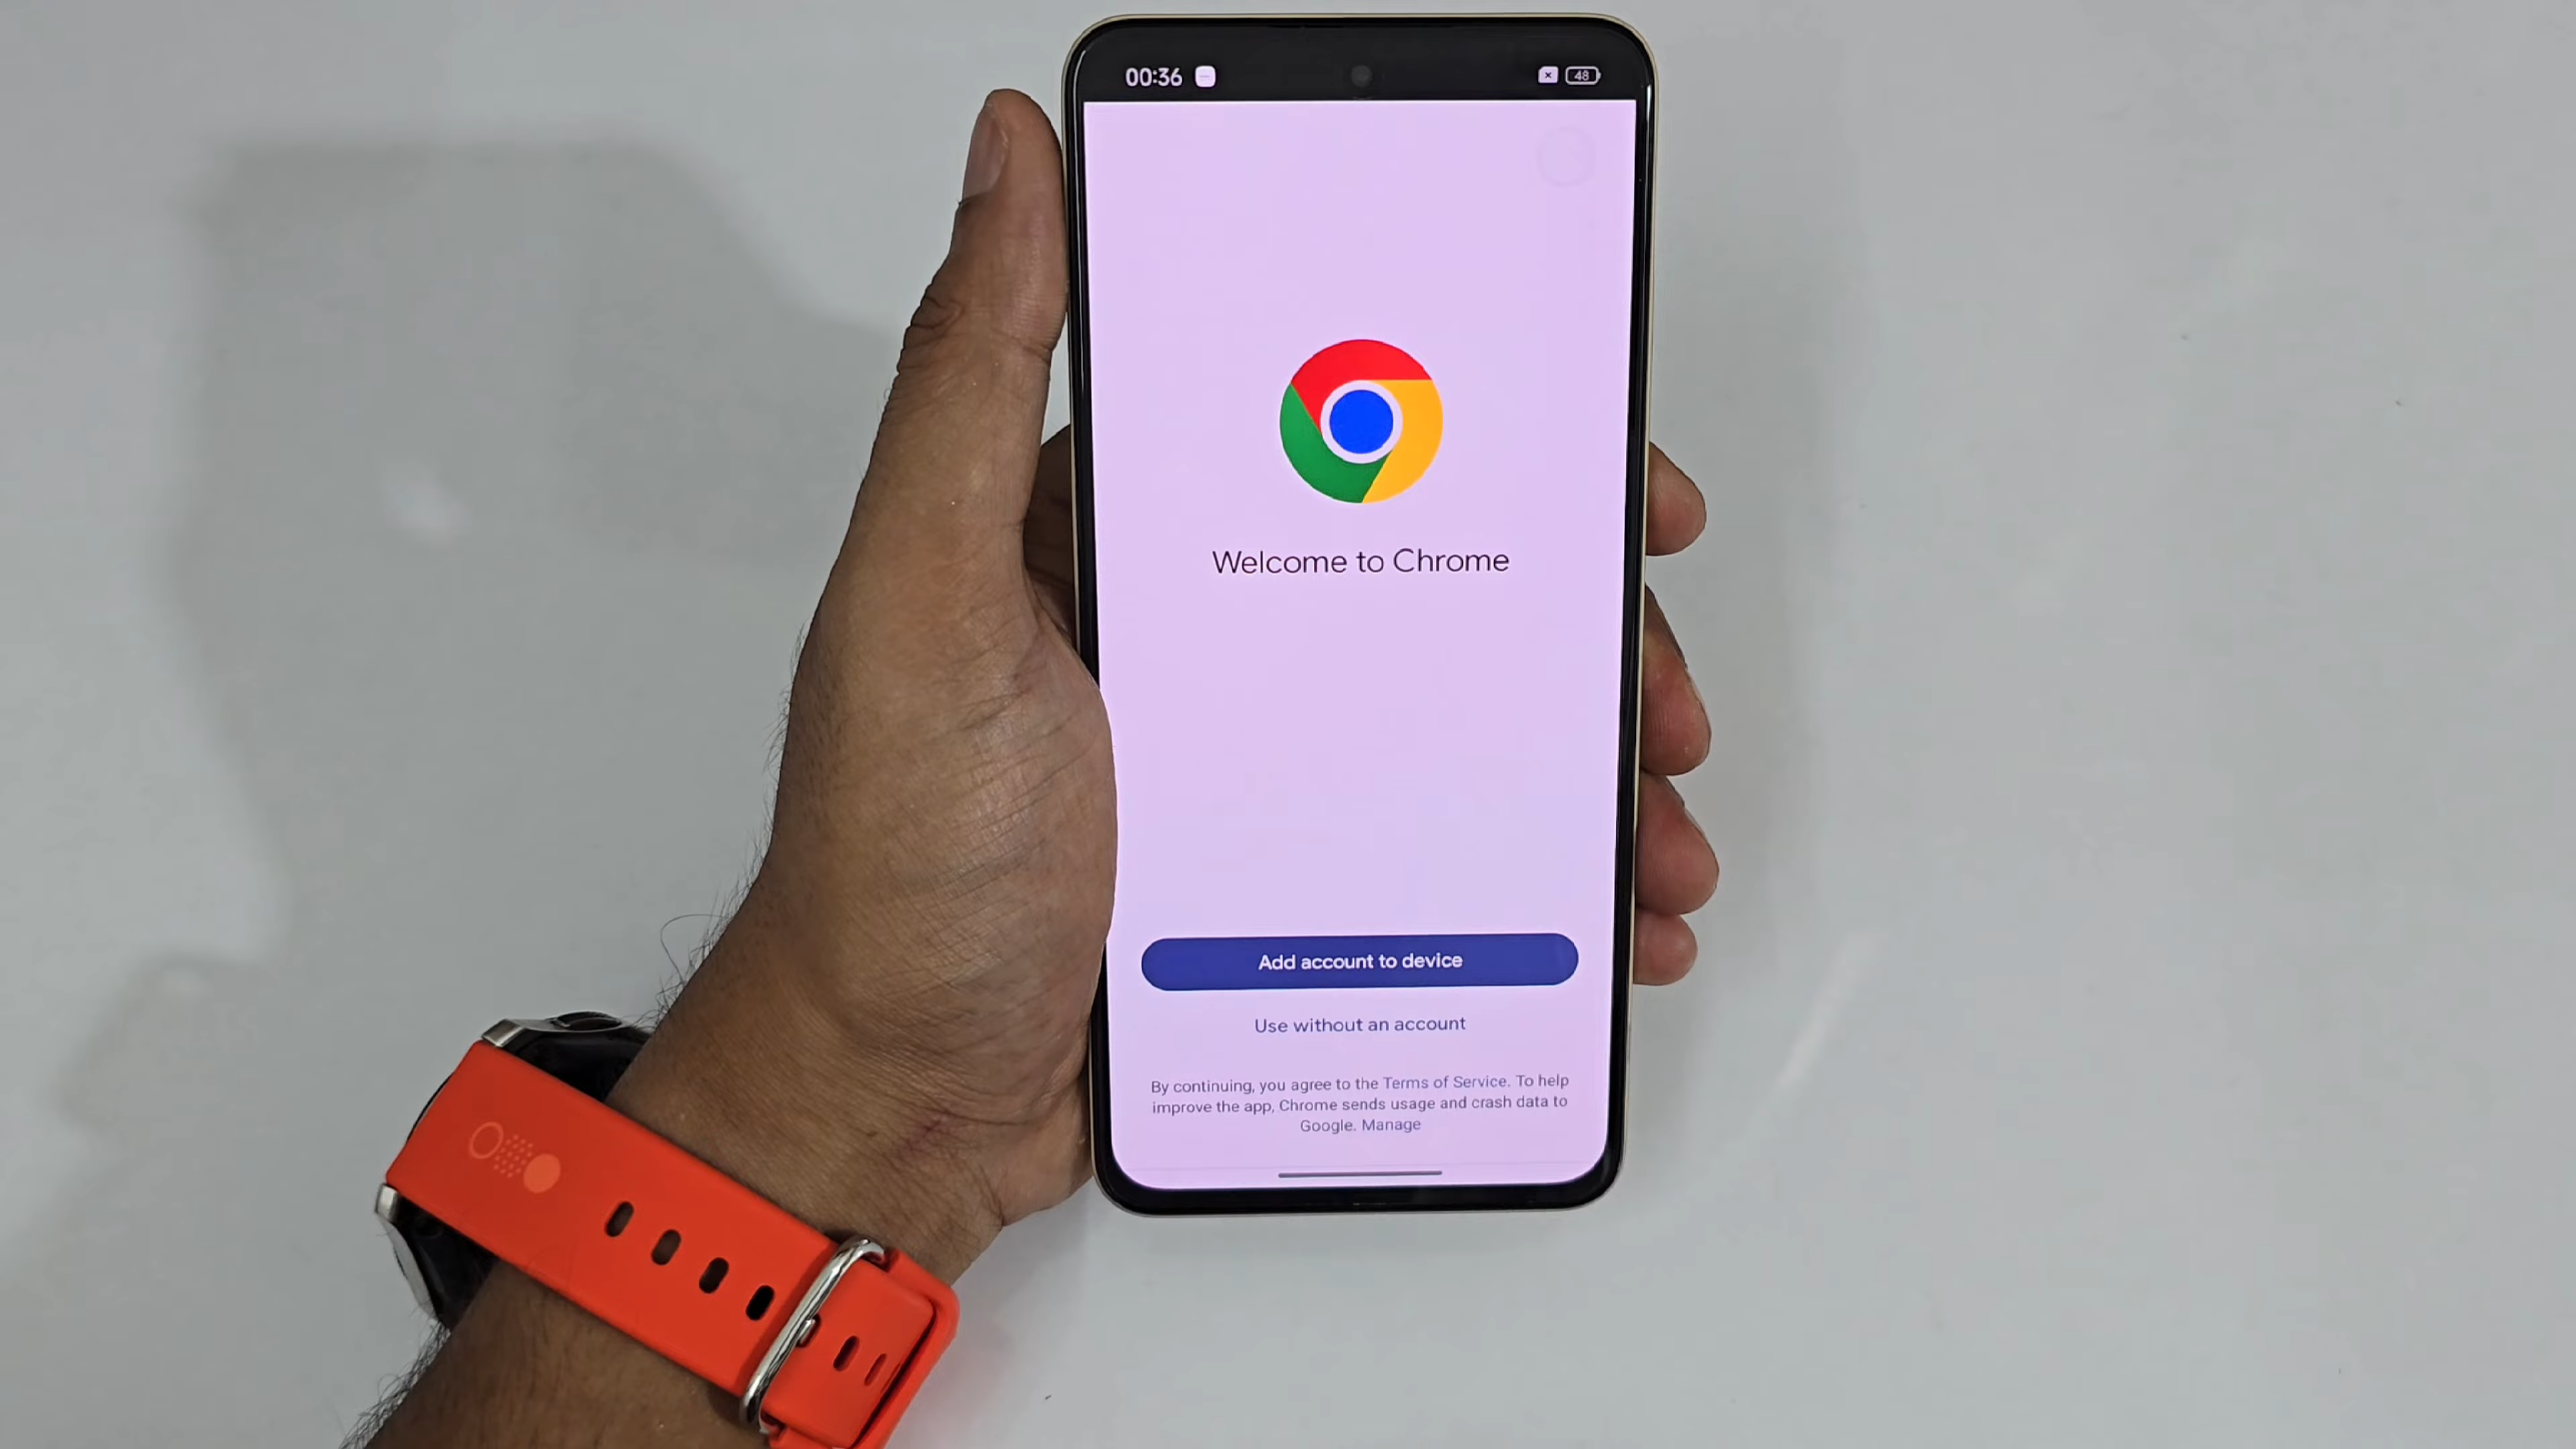 00:36
48
Welcome to Chrome
Add account to device
Use without an account
By continuing, you agree to the Terms of Service. To help
improve the app, Chrome sends usage and crash data to
Google. Manage